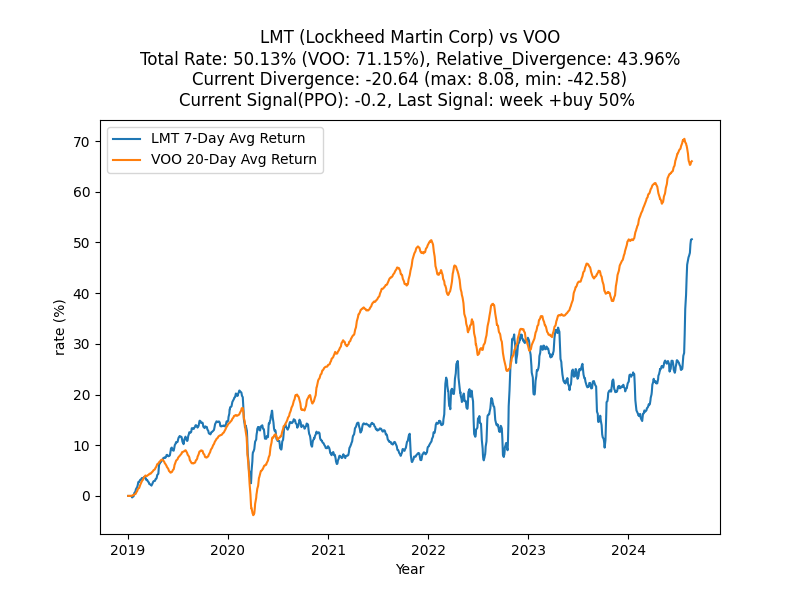 LMT (Lockheed Martin Corp) vs VOO
Total Rate: 50.13% (VOO: 71.15%), Relative_Divergence: 43.96%
Current Divergence: -20.64 (max: 8.08, min: -42.58)
Current Signal(PPO): -0.2, Last Signal: week +buy 50%
LMT 7-Day Avg Return
VOO 20-Day Avg Return
70
60
50
40
30
20
10
0
rate (%)
2019 2020 2021 2022 2023 2024
Year